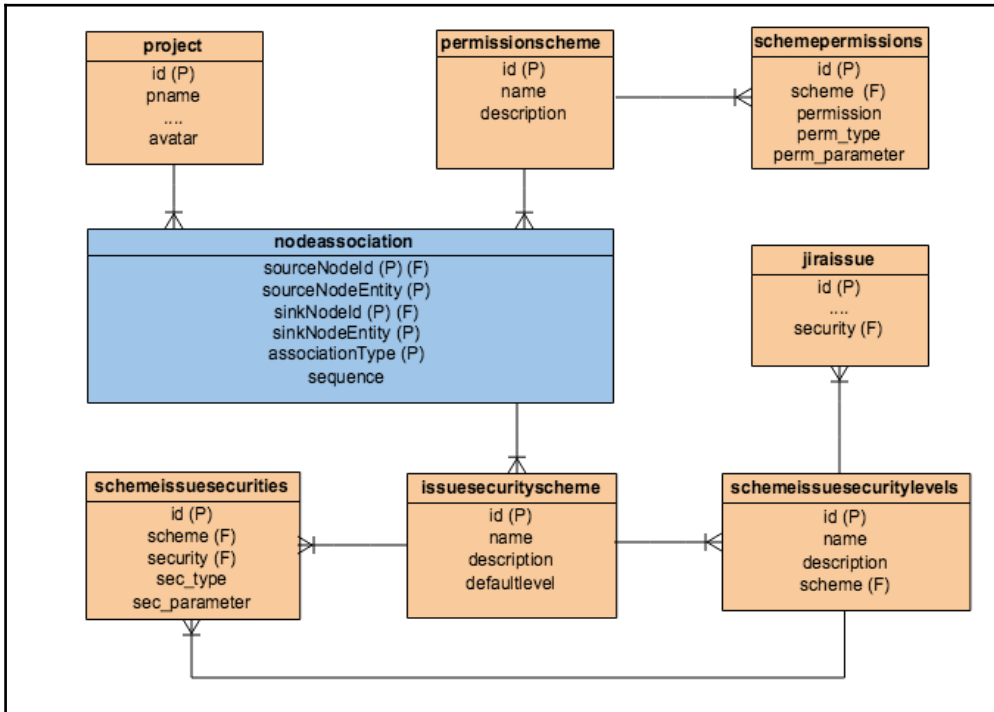 project
id (P)
pname
....
avatar
permissionscheme
id (P)
name
description
schemepermissions
id (P)
scheme (F)
permission
perm_type
perm_parameter
nodeassociation
sourceNodeId (P) (F)
sourceNodeEntity (P)
sinkNodeId (P) (F)
sinkNodeEntity (P)
associationType (P)
sequence
jiraissue
id (P)
....
security (F)
schemeissuesecurities
id (P)
scheme (F)
security (F)
sec_type
sec_parameter
issuesecurityscheme
id (P)
name
description
defaultlevel
schemeissuesecuritylevels
id (P)
name
description
scheme (F)